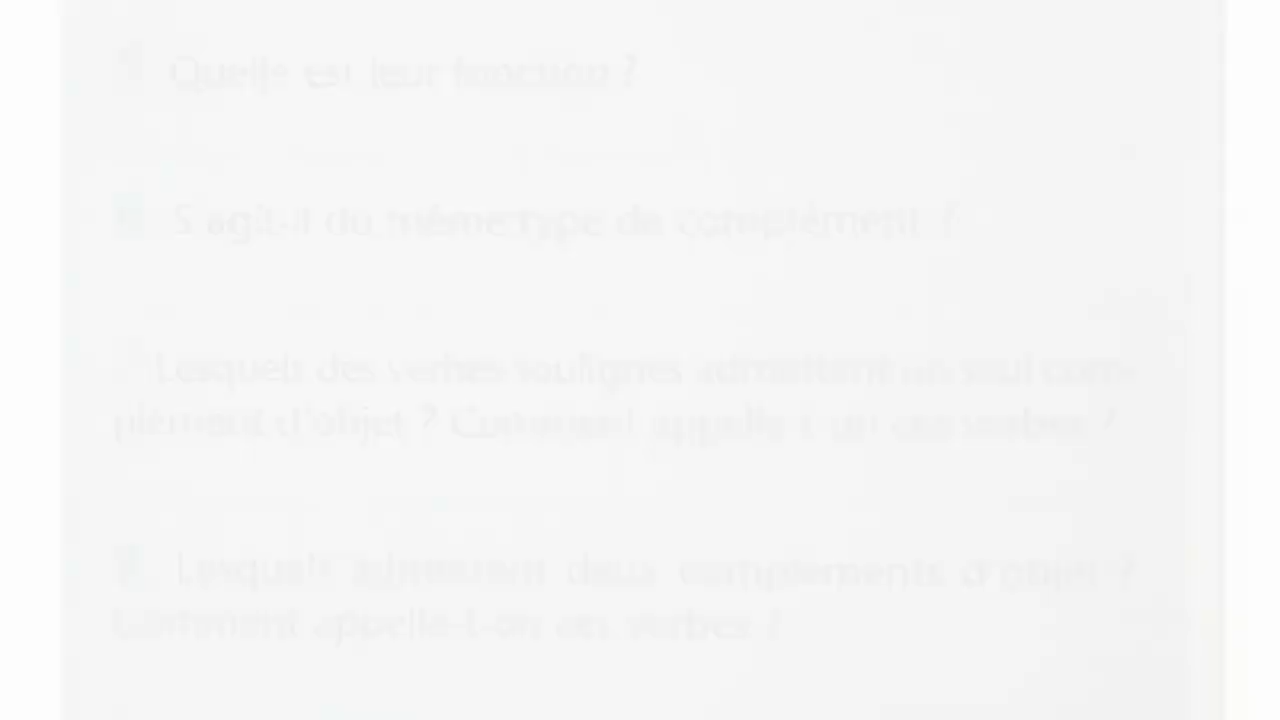 Quelle est leur fonction ?
S'agit-il du même type de complément ?
Lesquels des verbes soulignés admettent un seul com-
plément d'objet ? Comment appelle-t-on ces verbes ?
Lesquels admettent deux compléments d'objet ?
Comment appelle-t-on ces verbes ?